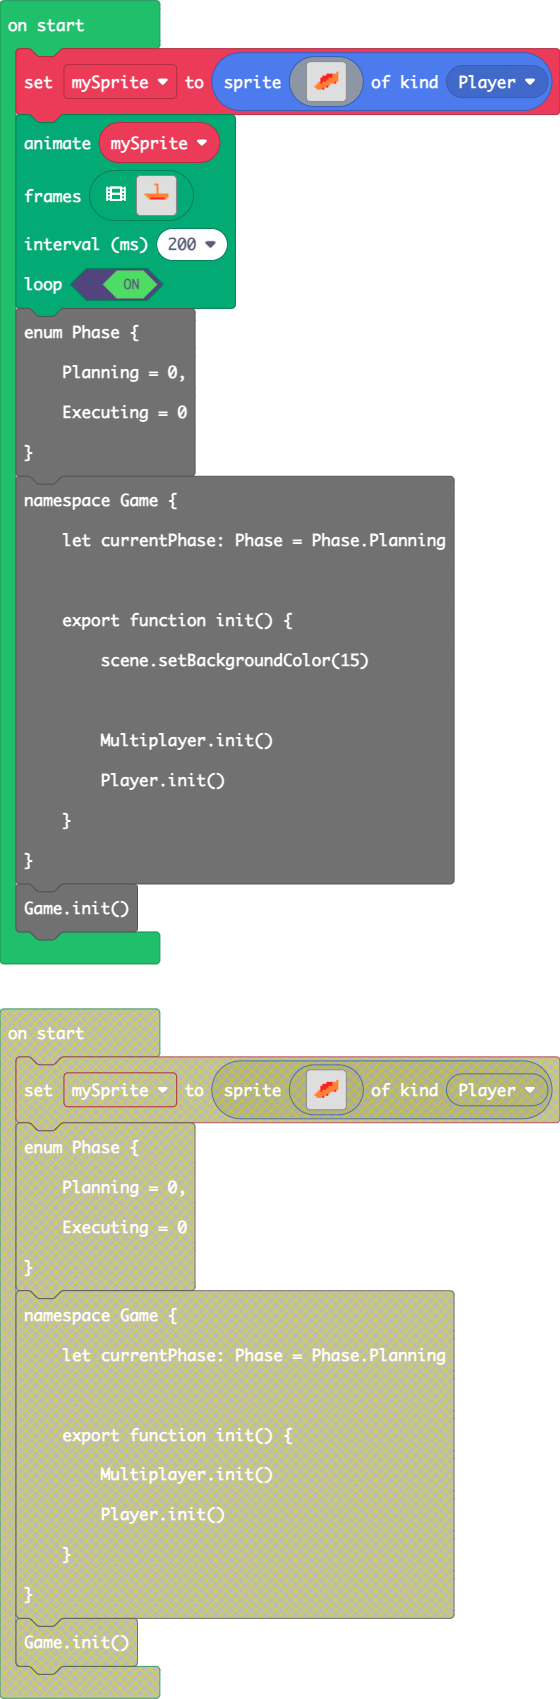 on start
set mySprite to sprite of kind Player
animate mySprite
frames
interval (ms) 200
loop ON
enum Phase {
Planning = 0,
Executing = 0
}
namespace Game {
let currentPhase: Phase = Phase.Planning
export function init() {
scene.setBackgroundColor(15)
Multiplayer.init()
Player.init()
}
}
Game.init()
on start
set mySprite to sprite of kind Player
enum Phase {
Planning = 0,
Executing = 0
}
namespace Game {
let currentPhase: Phase = Phase.Planning
export function init() {
Multiplayer.init()
Player.init()
}
}
Game.init()